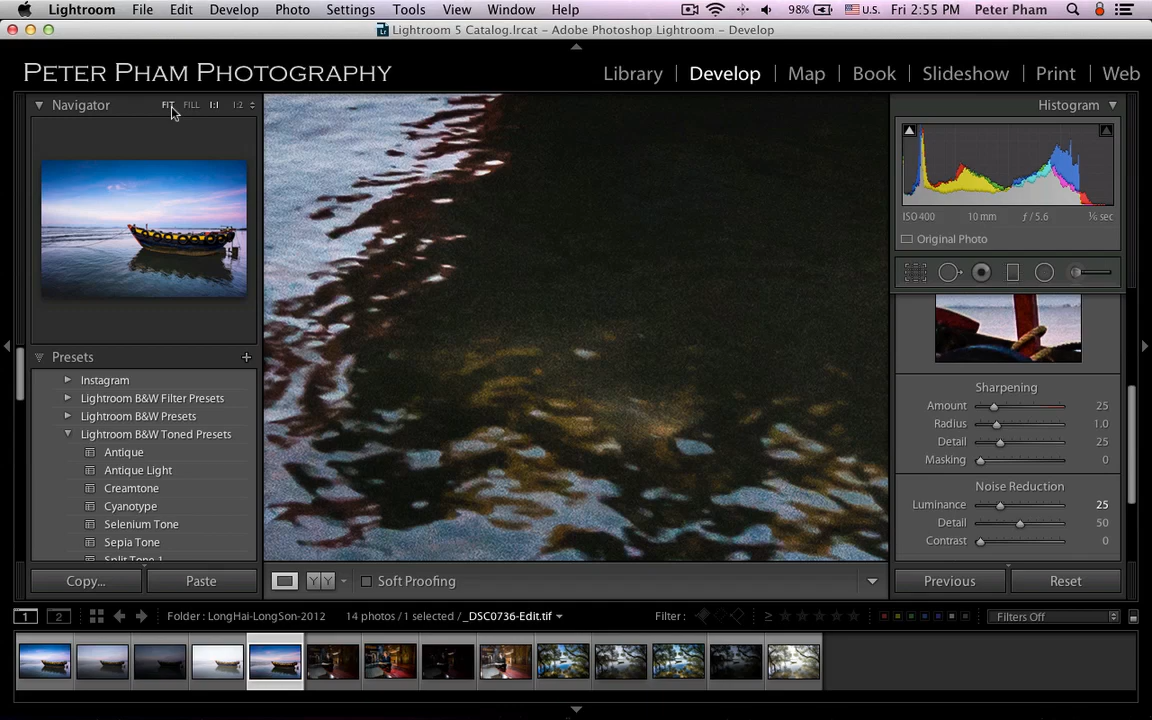 Lightroom File Edit Develop Photo Settings Tools View Window Help 98% U.S. Fri 2:55 PM Peter Pham
Lightroom 5 Catalog.lrcat - Adobe Photoshop Lightroom - Develop
PETER PHAM PHOTOGRAPHY
Library | Develop | Map | Book | Slideshow | Print | Web
Navigator FIT FILL 1:1 1:2
Histogram
ISO 400 10 mm ƒ / 5.6 ⅙ sec
Original Photo
Presets +
Instagram
Lightroom B&W Filter Presets
Lightroom B&W Presets
Lightroom B&W Toned Presets
Antique
Antique Light
Creamtone
Cyanotype
Selenium Tone
Sepia Tone
Split Tone 1
Sharpening
Amount 25
Radius 1.0
Detail 25
Masking 0
Noise Reduction
Luminance 25
Detail 50
Contrast 0
Copy... Paste
Y Y Soft Proofing
Previous Reset
1 2 Folder : LongHai-LongSon-2012 14 photos / 1 selected / _DSC0736-Edit.tif Filter : ≥ Filters Off